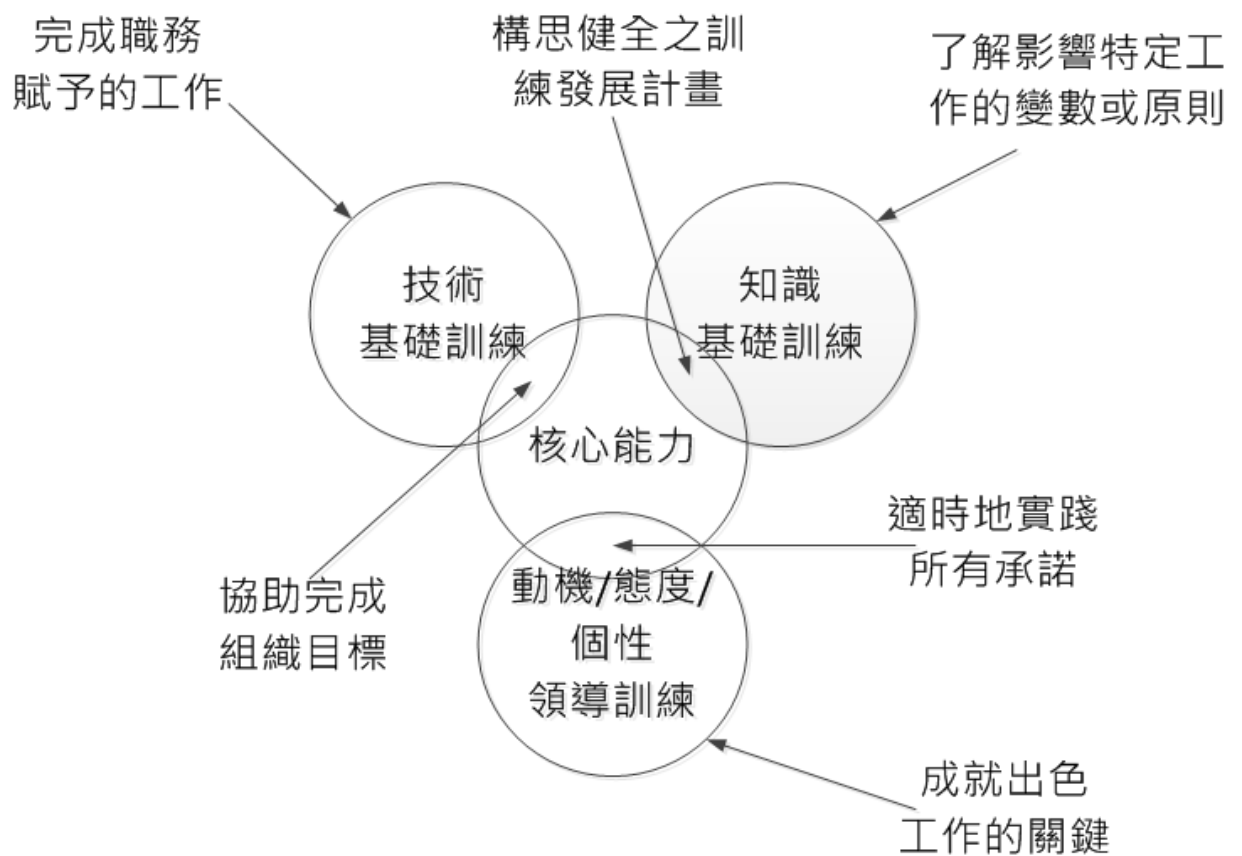 完成職務
賦予的工作
構思健全之訓
練發展計畫
了解影響特定工
作的變數或原則
技術
基礎訓練
知識
基礎訓練
核心能力
適時地實踐
所有承諾
協助完成
組織目標
動機/態度/
個性
領導訓練
成就出色
工作的關鍵